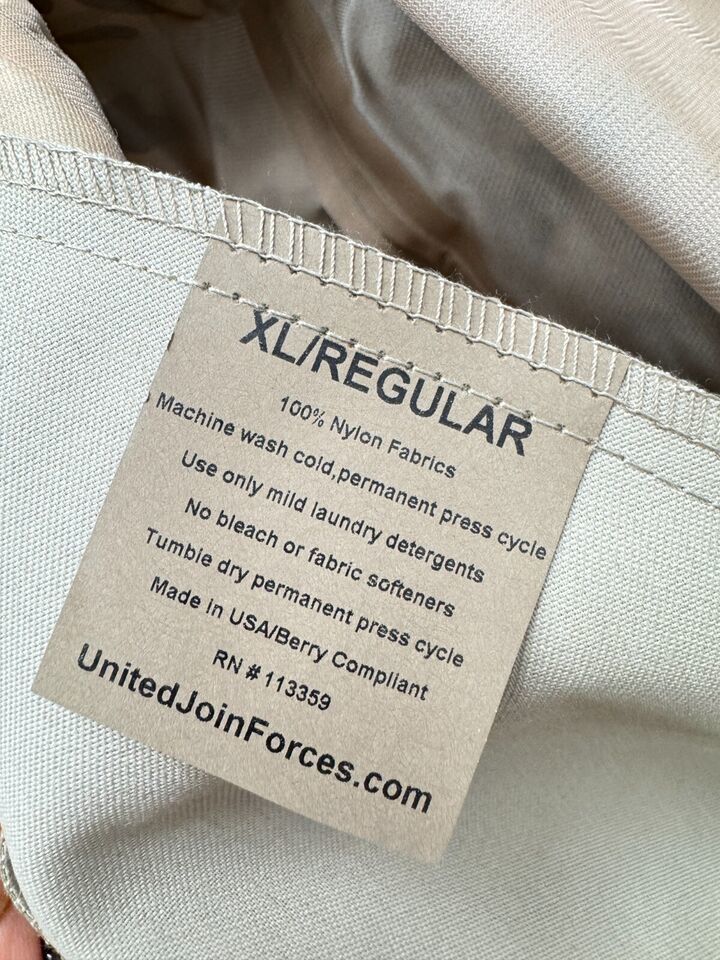 XL/REGULAR
100% Nylon Fabrics
Machine wash cold,permanent press cycle
Use only mild laundry detergents
No bleach or fabric softeners
Tumble dry permanent press cycle
Made in USA/Berry Compliant
RN # 113359
UnitedJoinForces.com